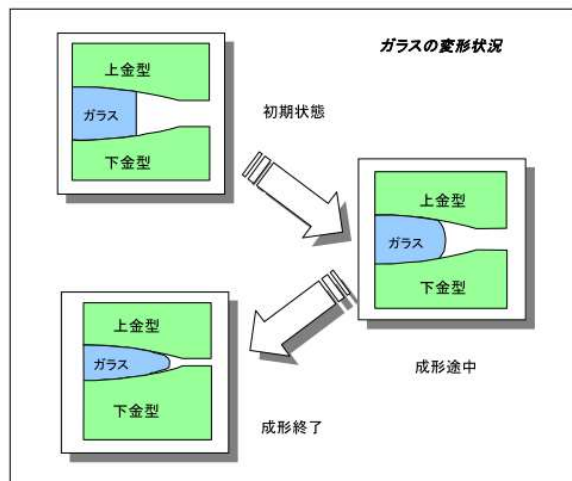 ガラスの変形状況
上金型
ガラス
下金型
初期状態
上金型
ガラス
下金型
成形途中
上金型
ガラス
下金型
成形終了